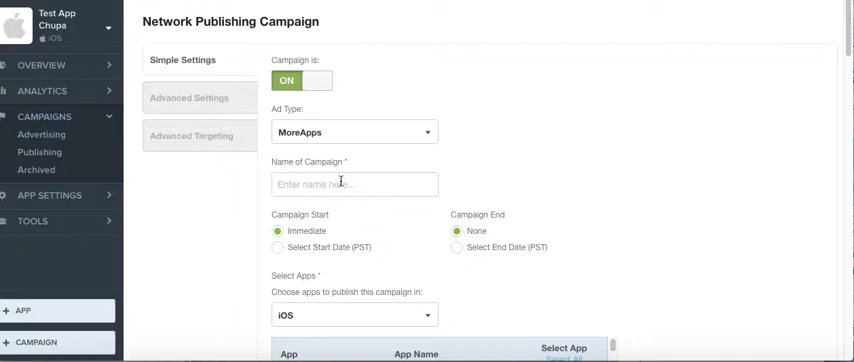 Test App
Chupa
iOS
OVERVIEW
ANALYTICS
CAMPAIGNS
Advertising
Publishing
Archived
APP SETTINGS
TOOLS
+ APP
+ CAMPAIGN
Network Publishing Campaign
Simple Settings
Advanced Settings
Advanced Targeting
Campaign is:
ON
Ad Type:
MoreApps
Name of Campaign *
Enter name here...
Campaign Start
Immediate
Select Start Date (PST)
Campaign End
None
Select End Date (PST)
Select Apps *
Choose apps to publish this campaign in:
iOS
App
App Name
Select App
Select All